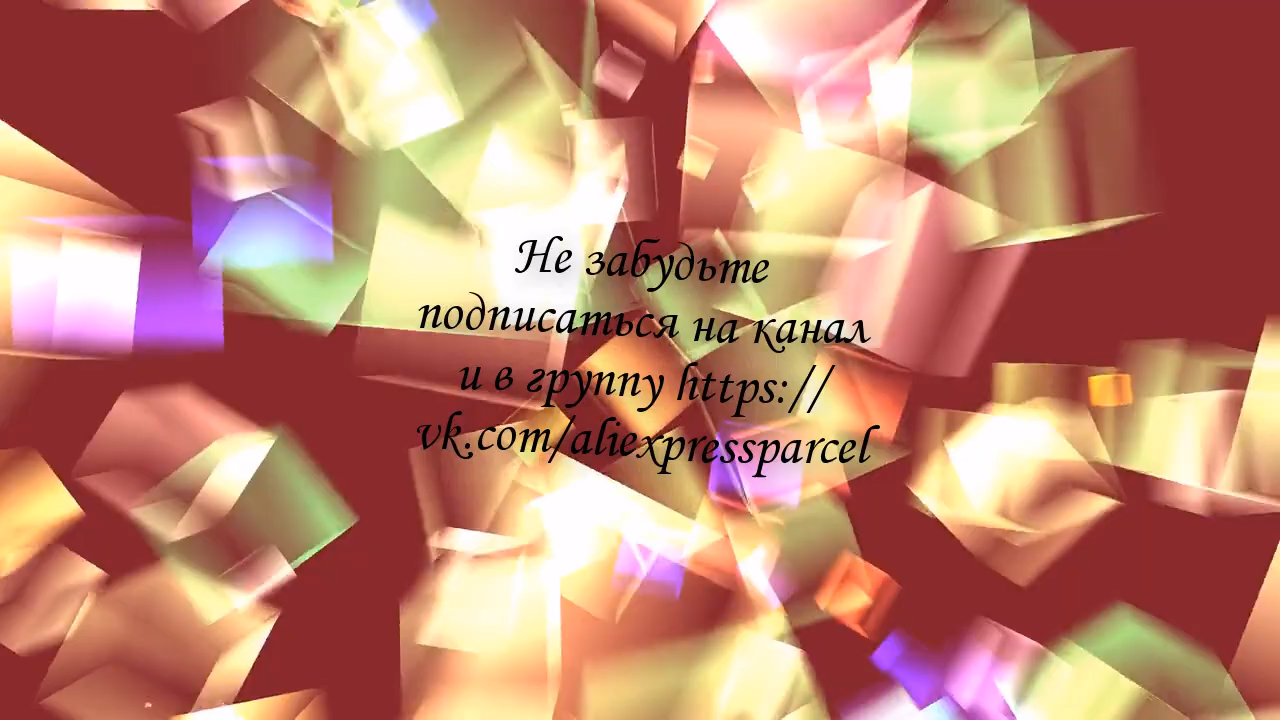 Не забудьте
подписаться на канал
и в группу https://
vk.com/aliexpressparcel